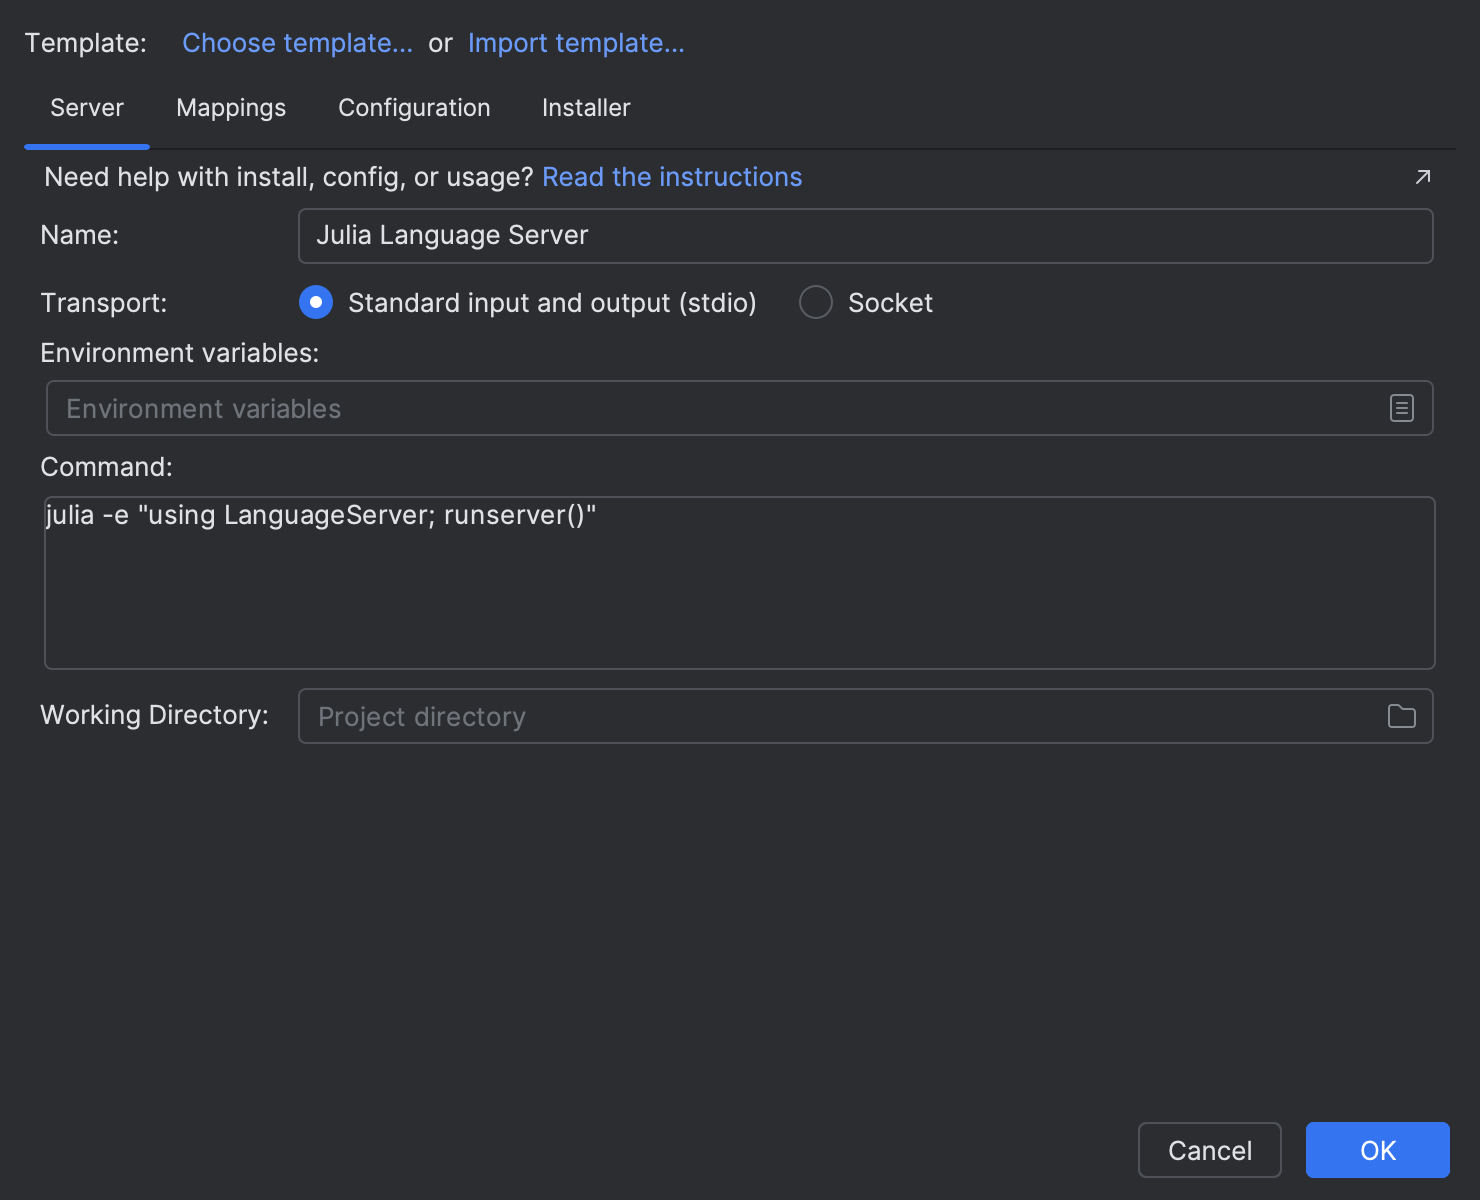 Template: Choose template... or Import template...
Server Mappings Configuration Installer
Need help with install, config, or usage? Read the instructions
Name: Julia Language Server
Transport: Standard input and output (stdio) Socket
Environment variables:
Environment variables
Command:
julia -e "using LanguageServer; runserver()"
Working Directory: Project directory
Cancel OK